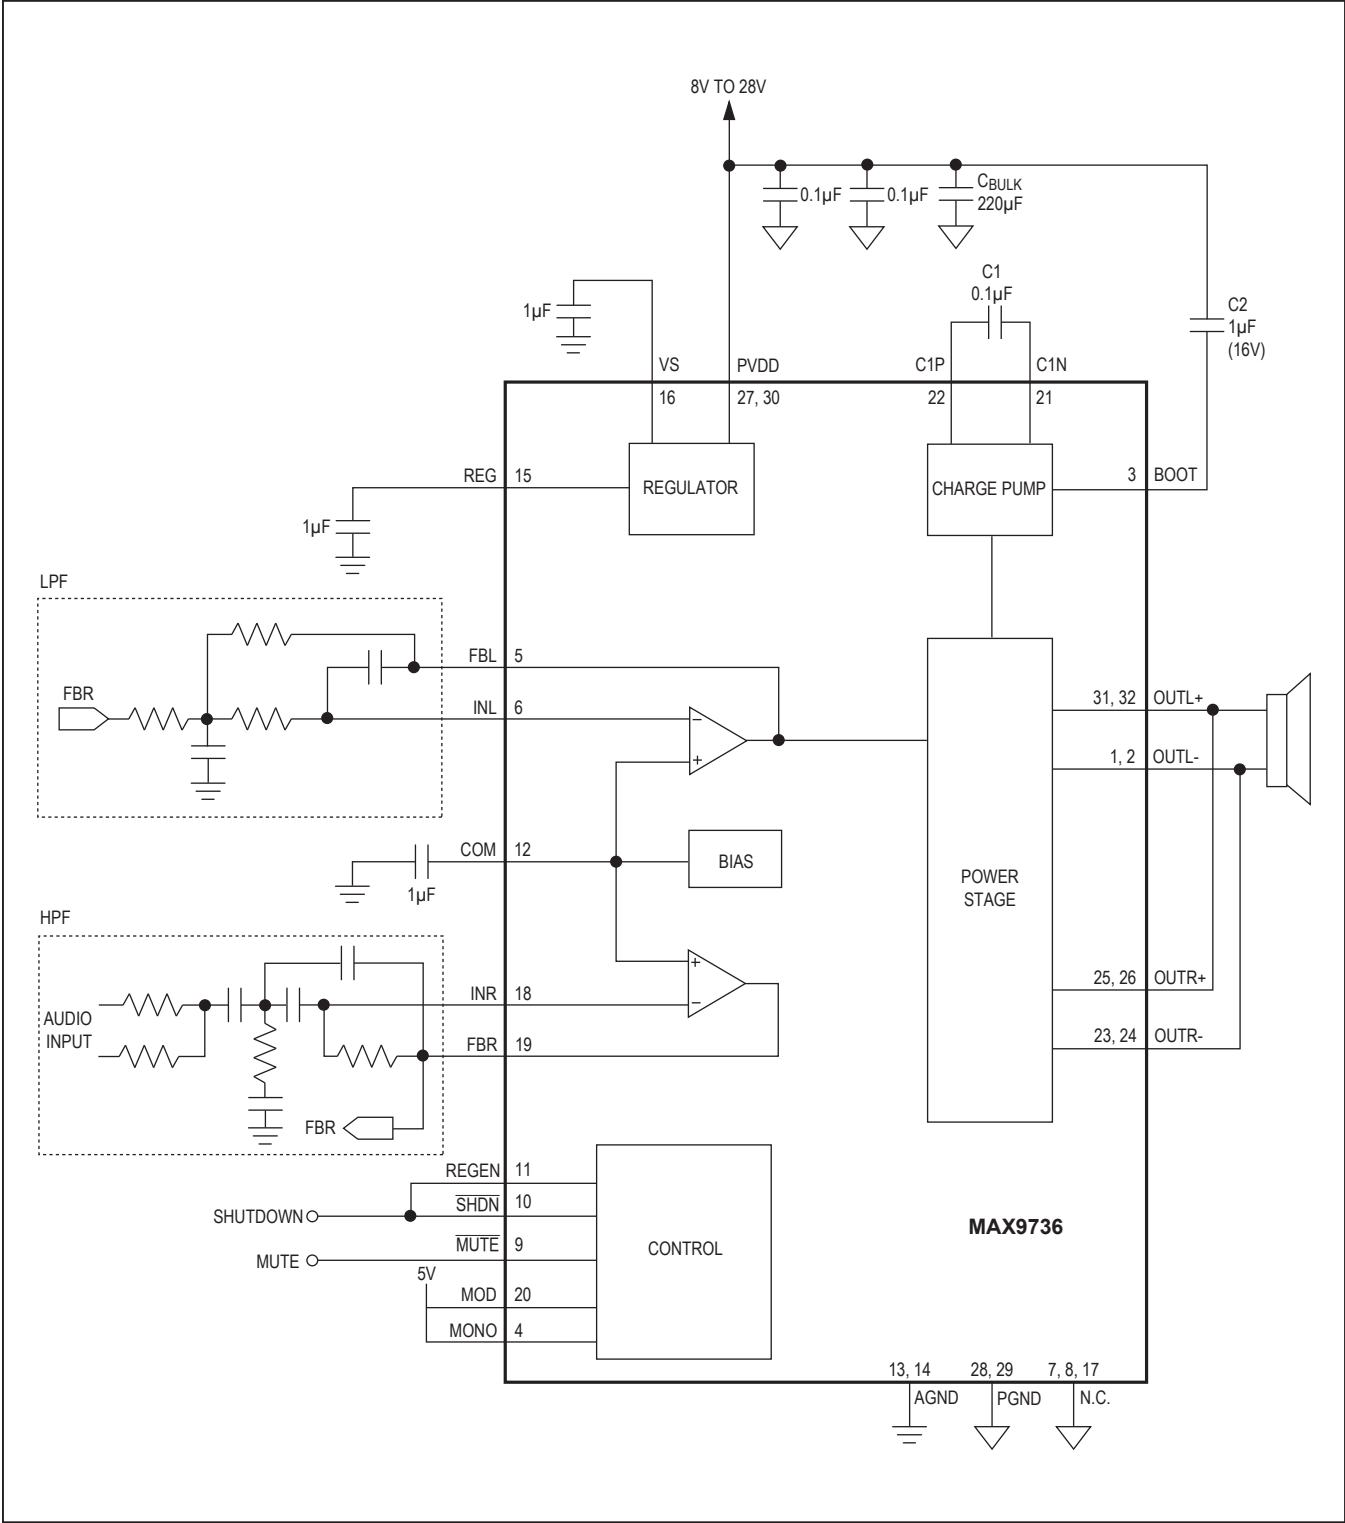 8V TO 28V
0.1µF
0.1µF
CBULK
220µF
C1
0.1µF
1µF
C2
1µF
(16V)
VS
PVDD
C1P
C1N
16
27, 30
22
21
REG
15
REGULATOR
CHARGE PUMP
3
BOOT
1µF
LPF
FBL
5
FBR
INL
6
−
+
31, 32
OUTL+
1, 2
OUTL-
COM
12
BIAS
1µF
POWER
STAGE
HPF
+
−
INR
18
AUDIO
INPUT
FBR
19
25, 26
OUTR+
23, 24
OUTR-
FBR
REGEN
11
SHUTDOWN
SHDN
10
MUTE
MUTE
9
CONTROL
MAX9736
5V
MOD
20
MONO
4
13, 14
28, 29
7, 8, 17
AGND
PGND
N.C.